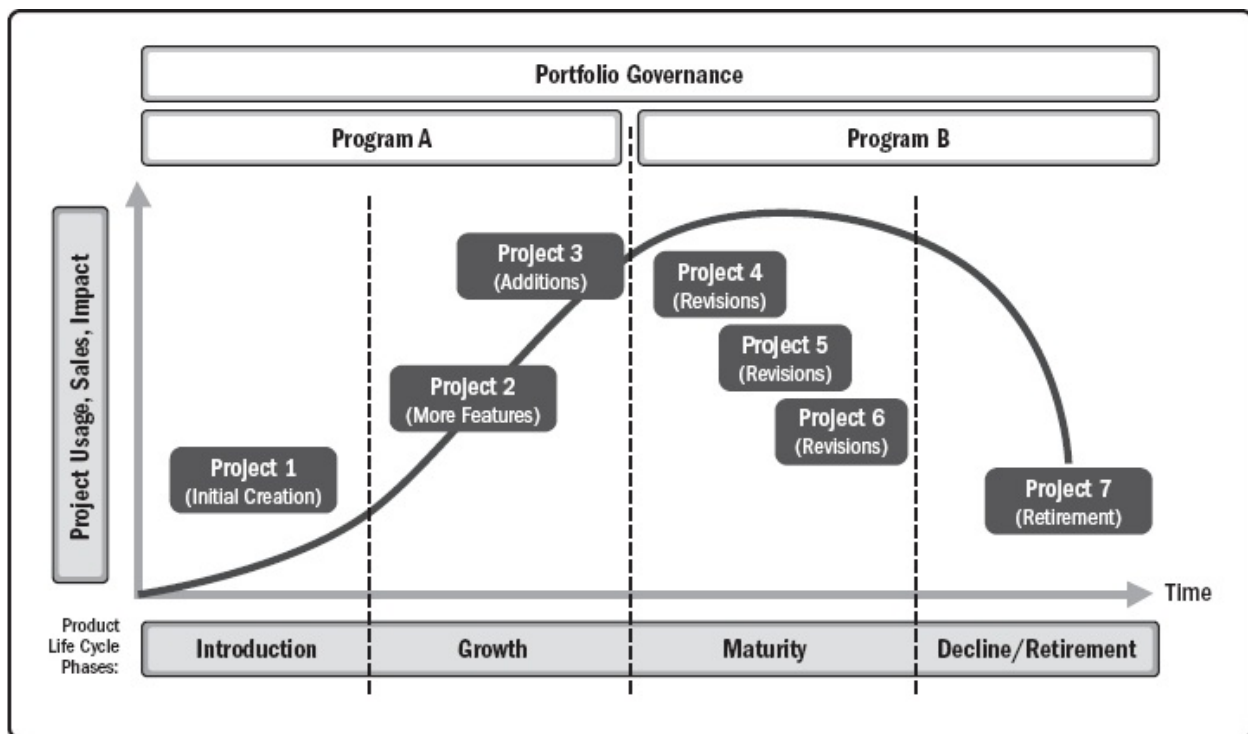 Portfolio Governance
Program A
Program B
Project Usage, Sales, Impact
Project 3
(Additions)
Project 4
(Revisions)
Project 5
(Revisions)
Project 2
(More Features)
Project 6
(Revisions)
Project 1
(Initial Creation)
Project 7
(Retirement)
Time
Product
Life Cycle
Phases:
Introduction
Growth
Maturity
Decline/Retirement